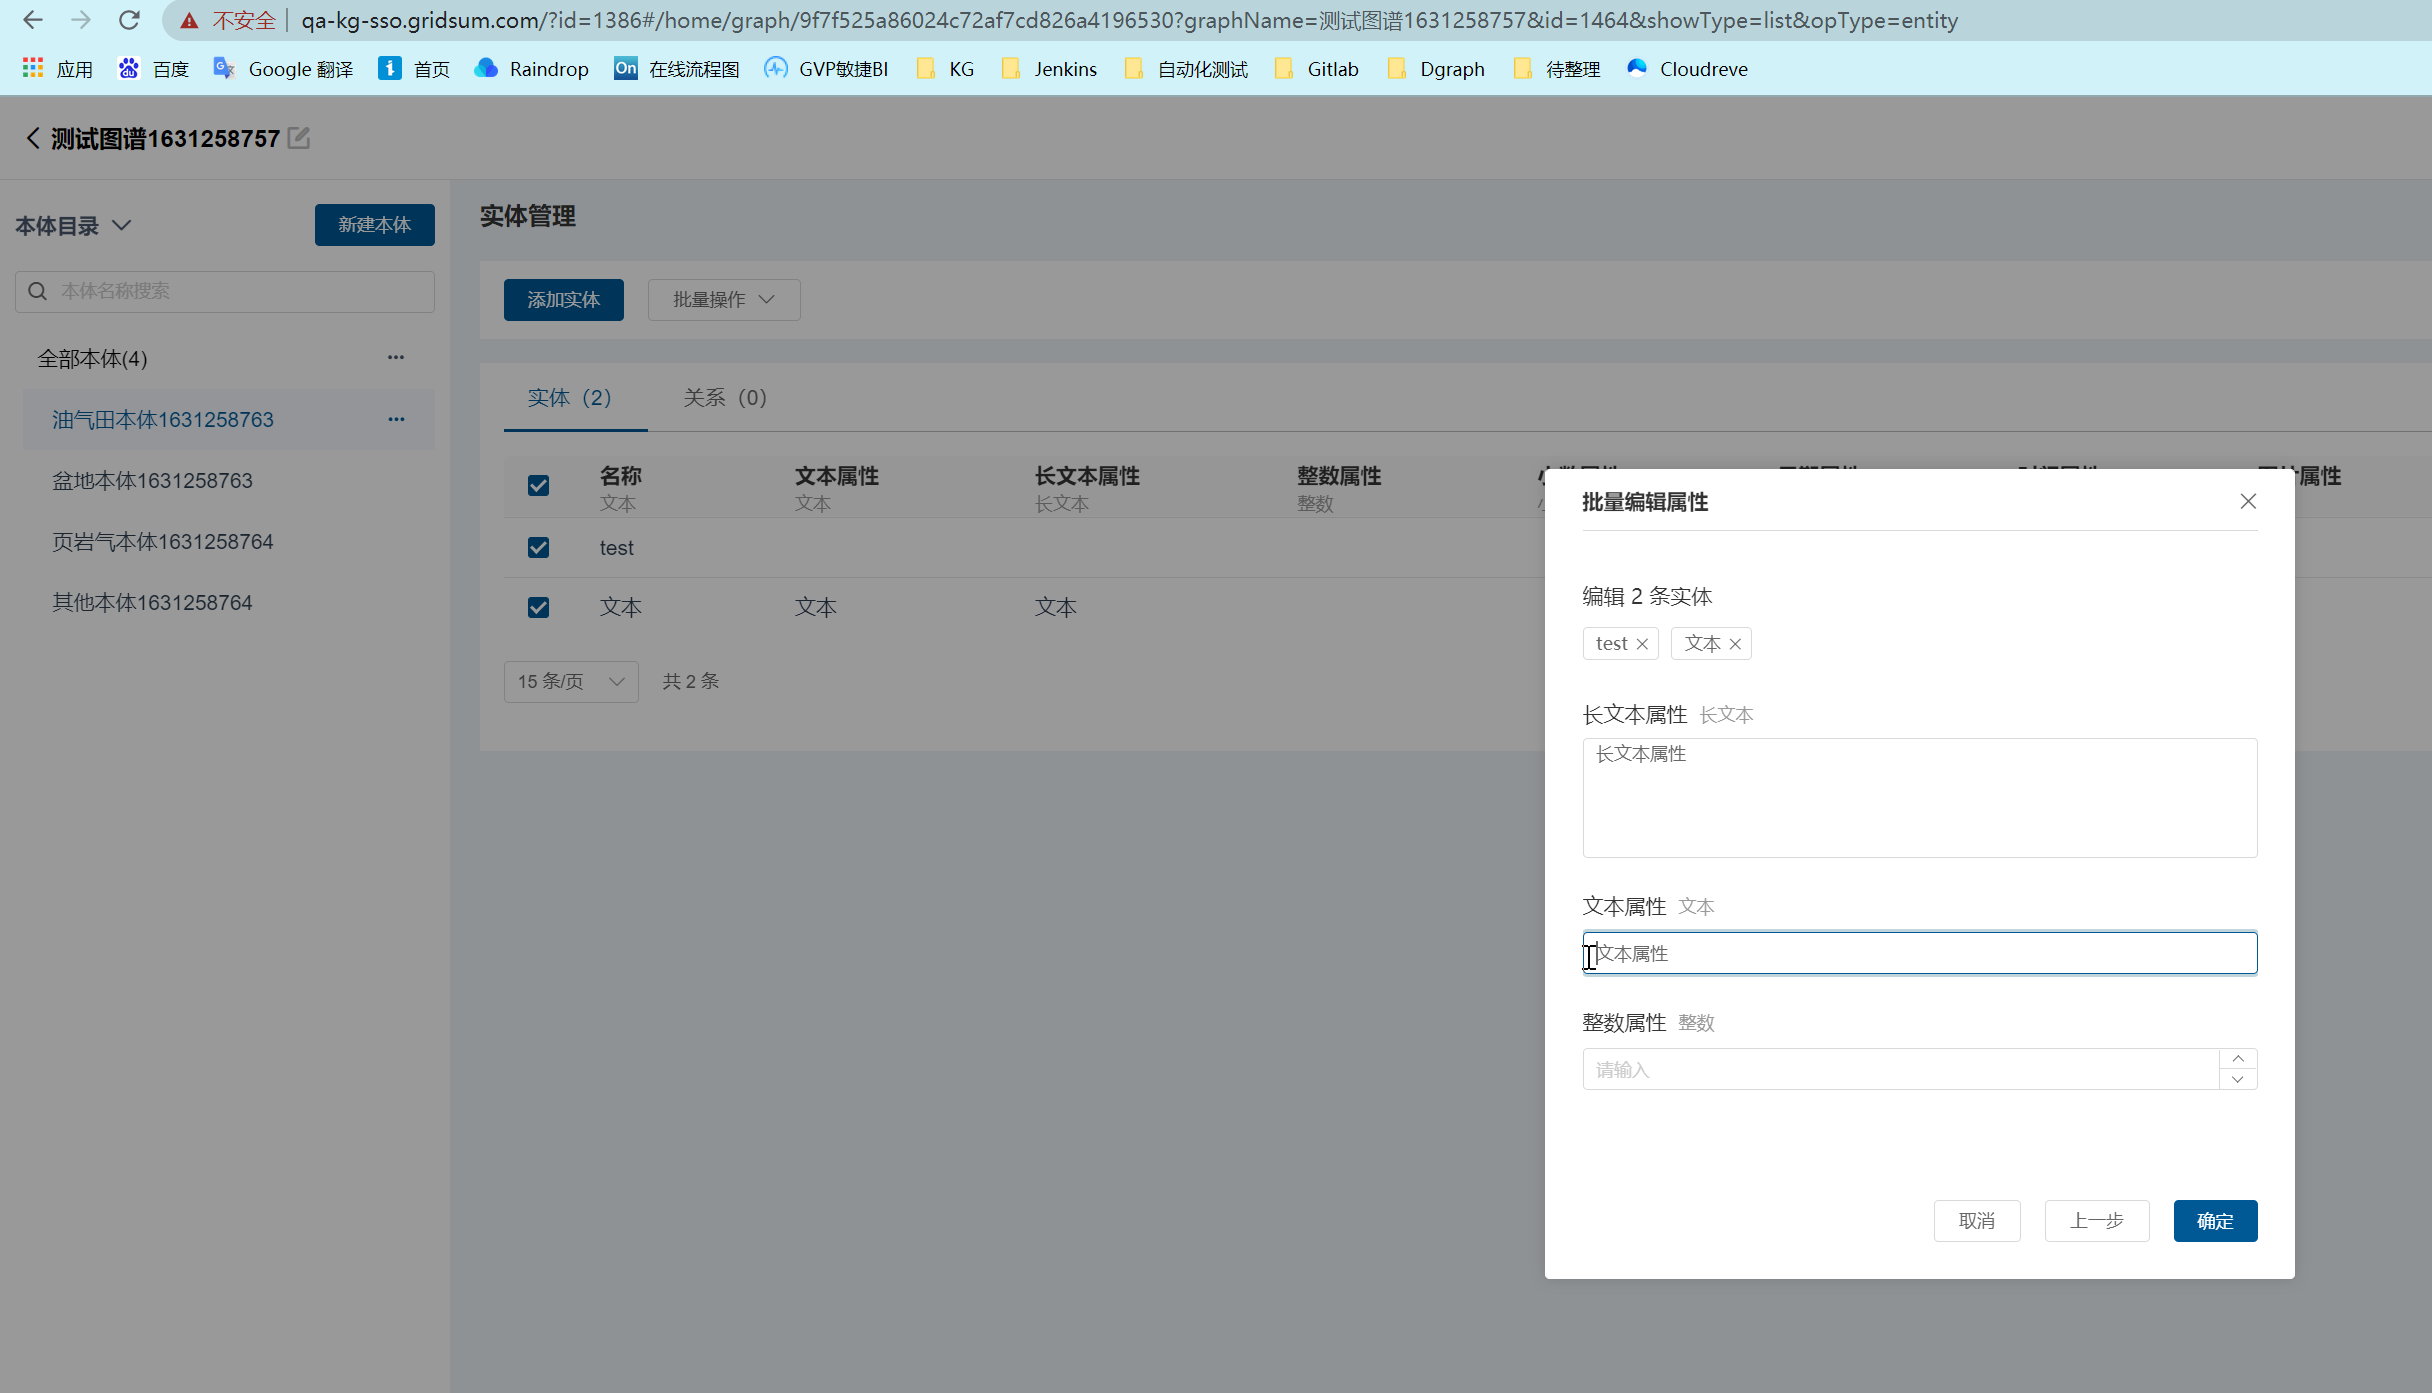 不安全 qa-kg-sso.gridsum.com/?id=1386#/home/graph/9f7f525a86024c72af7cd826a4196530?graphName=测试图谱1631258757&id=1464&showType=list&opType=entity
应用 百度 Google 翻译 首页 Raindrop On 在线流程图 GVP敏捷BI KG Jenkins 自动化测试 Gitlab Dgraph 待整理 Cloudreve
测试图谱1631258757
本体目录 新建本体
本体名称搜索
全部本体(4)
油气田本体1631258763
盆地本体1631258763
页岩气本体1631258764
其他本体1631258764
实体管理
添加实体 批量操作
实体（2） 关系（0）
名称 文本属性 长文本属性 整数属性
文本 文本 长文本 整数
test
文本 文本 文本
15 条/页 共 2 条
批量编辑属性
编辑 2 条实体
test 文本
长文本属性 长文本
长文本属性
文本属性 文本
文本属性
整数属性 整数
请输入
取消 上一步 确定